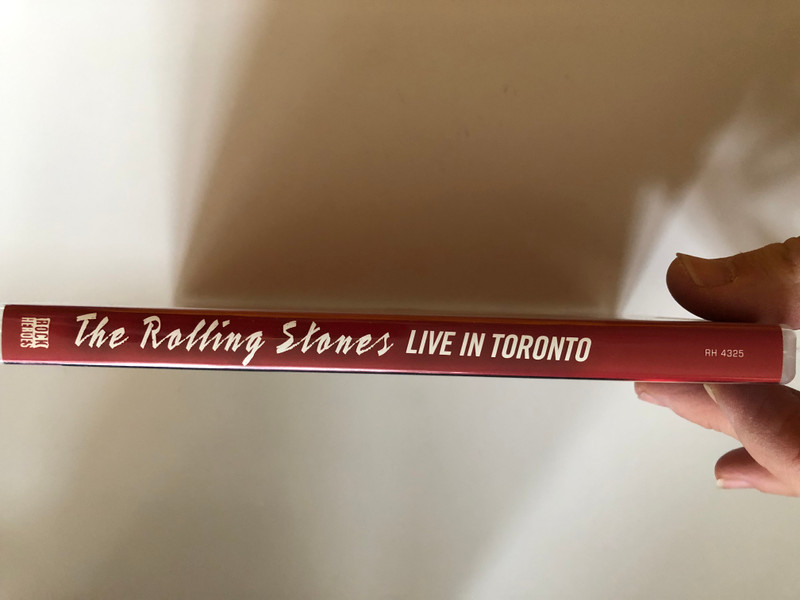 ROCK HEROES
The Rolling Stones LIVE IN TORONTO RH 4325